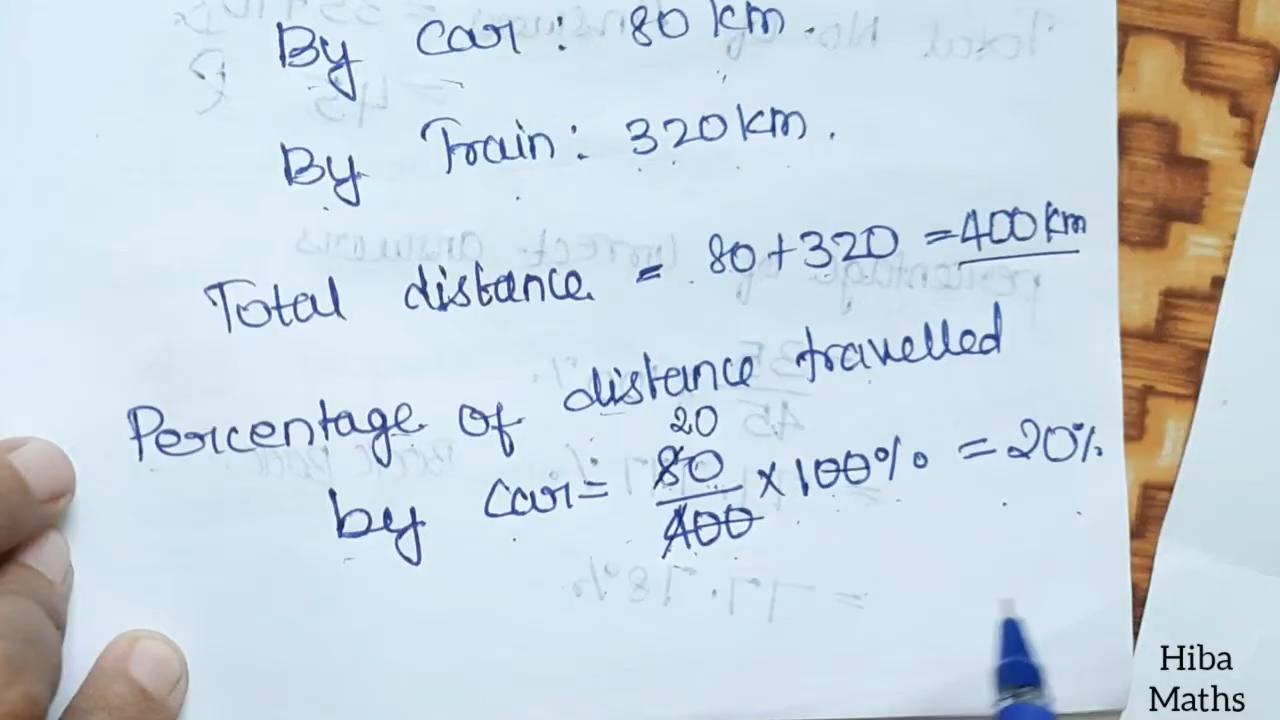 By Car : 80 km.
By Train : 320 km.
Total distance = 80 + 320 = 400 km
Percentage of distance travelled
20
by Car = 80/400 × 100% = 20%
Hiba
Maths